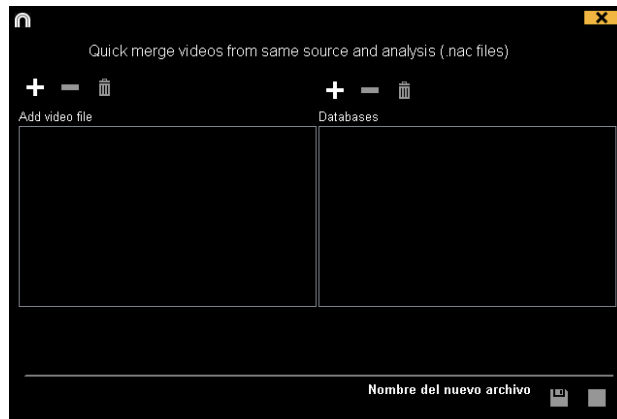 Quick merge videos from same source and analysis (.nac files)
Add video file
Databases
Nombre del nuevo archivo